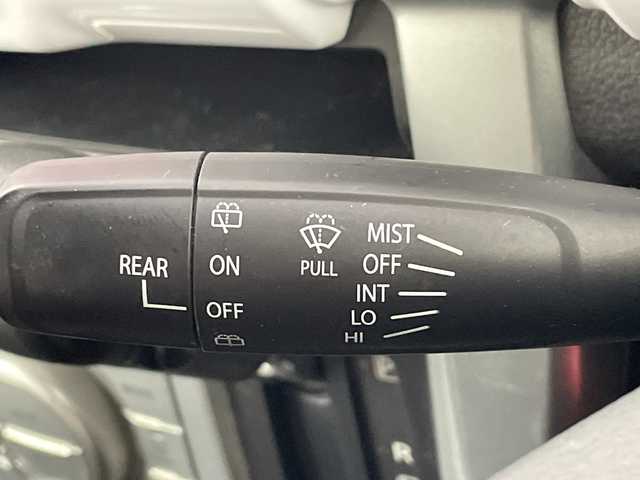 REAR
ON
OFF
PULL
MIST
OFF
INT
LO
HI
R